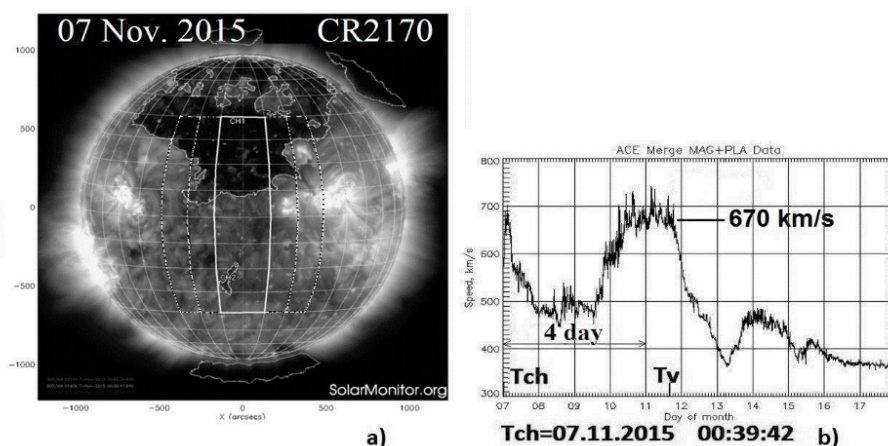 07 Nov. 2015 CR2170
1000
500
0
-500
-1000
CH1
SolarMonitor.org
-1000 -500 0 500 1000
X (arcsecs)
a)
ACE Merge MAG+PLA Data
800
700
600
500
400
300
Speed, km/s
670 km/s
4 day
Tch Tv
07 08 09 10 11 12 13 14 15 16 17
Day of month
Tch=07.11.2015 00:39:42 b)